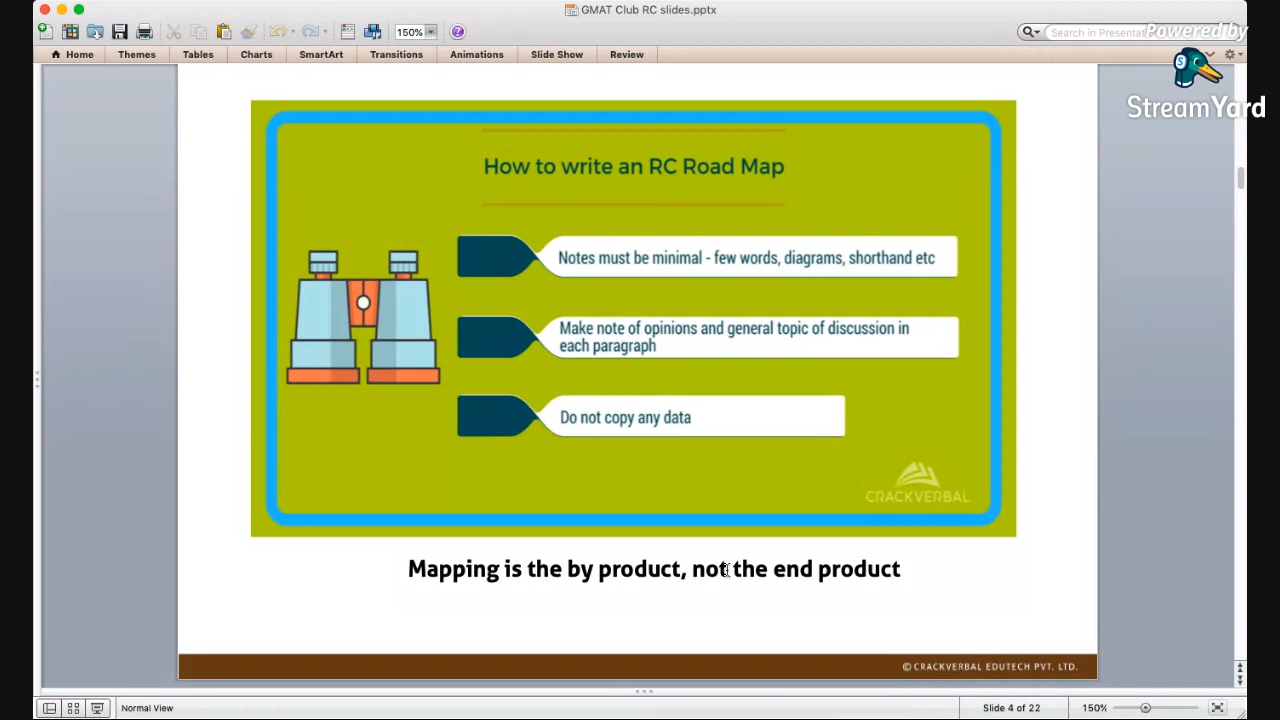 GMAT Club RC slides.pptx
150%
Search in Presentat
Powered by
Home Themes Tables Charts SmartArt Transitions Animations Slide Show Review
S
StreamYard
How to write an RC Road Map
Notes must be minimal - few words, diagrams, shorthand etc
Make note of opinions and general topic of discussion in
each paragraph
Do not copy any data
CRACKVERBAL
Mapping is the by product, not the end product
© CRACKVERBAL EDUTECH PVT. LTD.
Normal View
Slide 4 of 22
150%